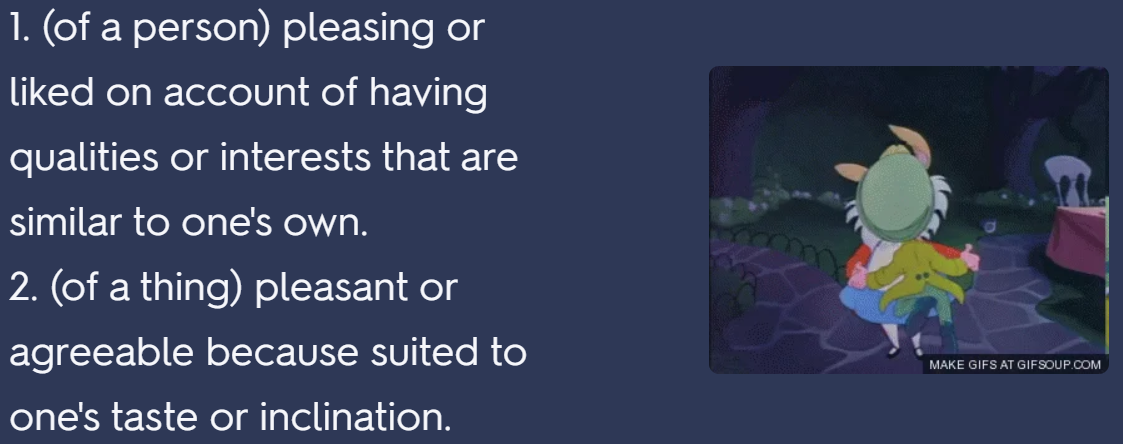 1. (of a person) pleasing or
liked on account of having
qualities or interests that are
similar to one's own.
2. (of a thing) pleasant or
agreeable because suited to
one's taste or inclination.
MAKE GIFS AT GIFSOUP.COM